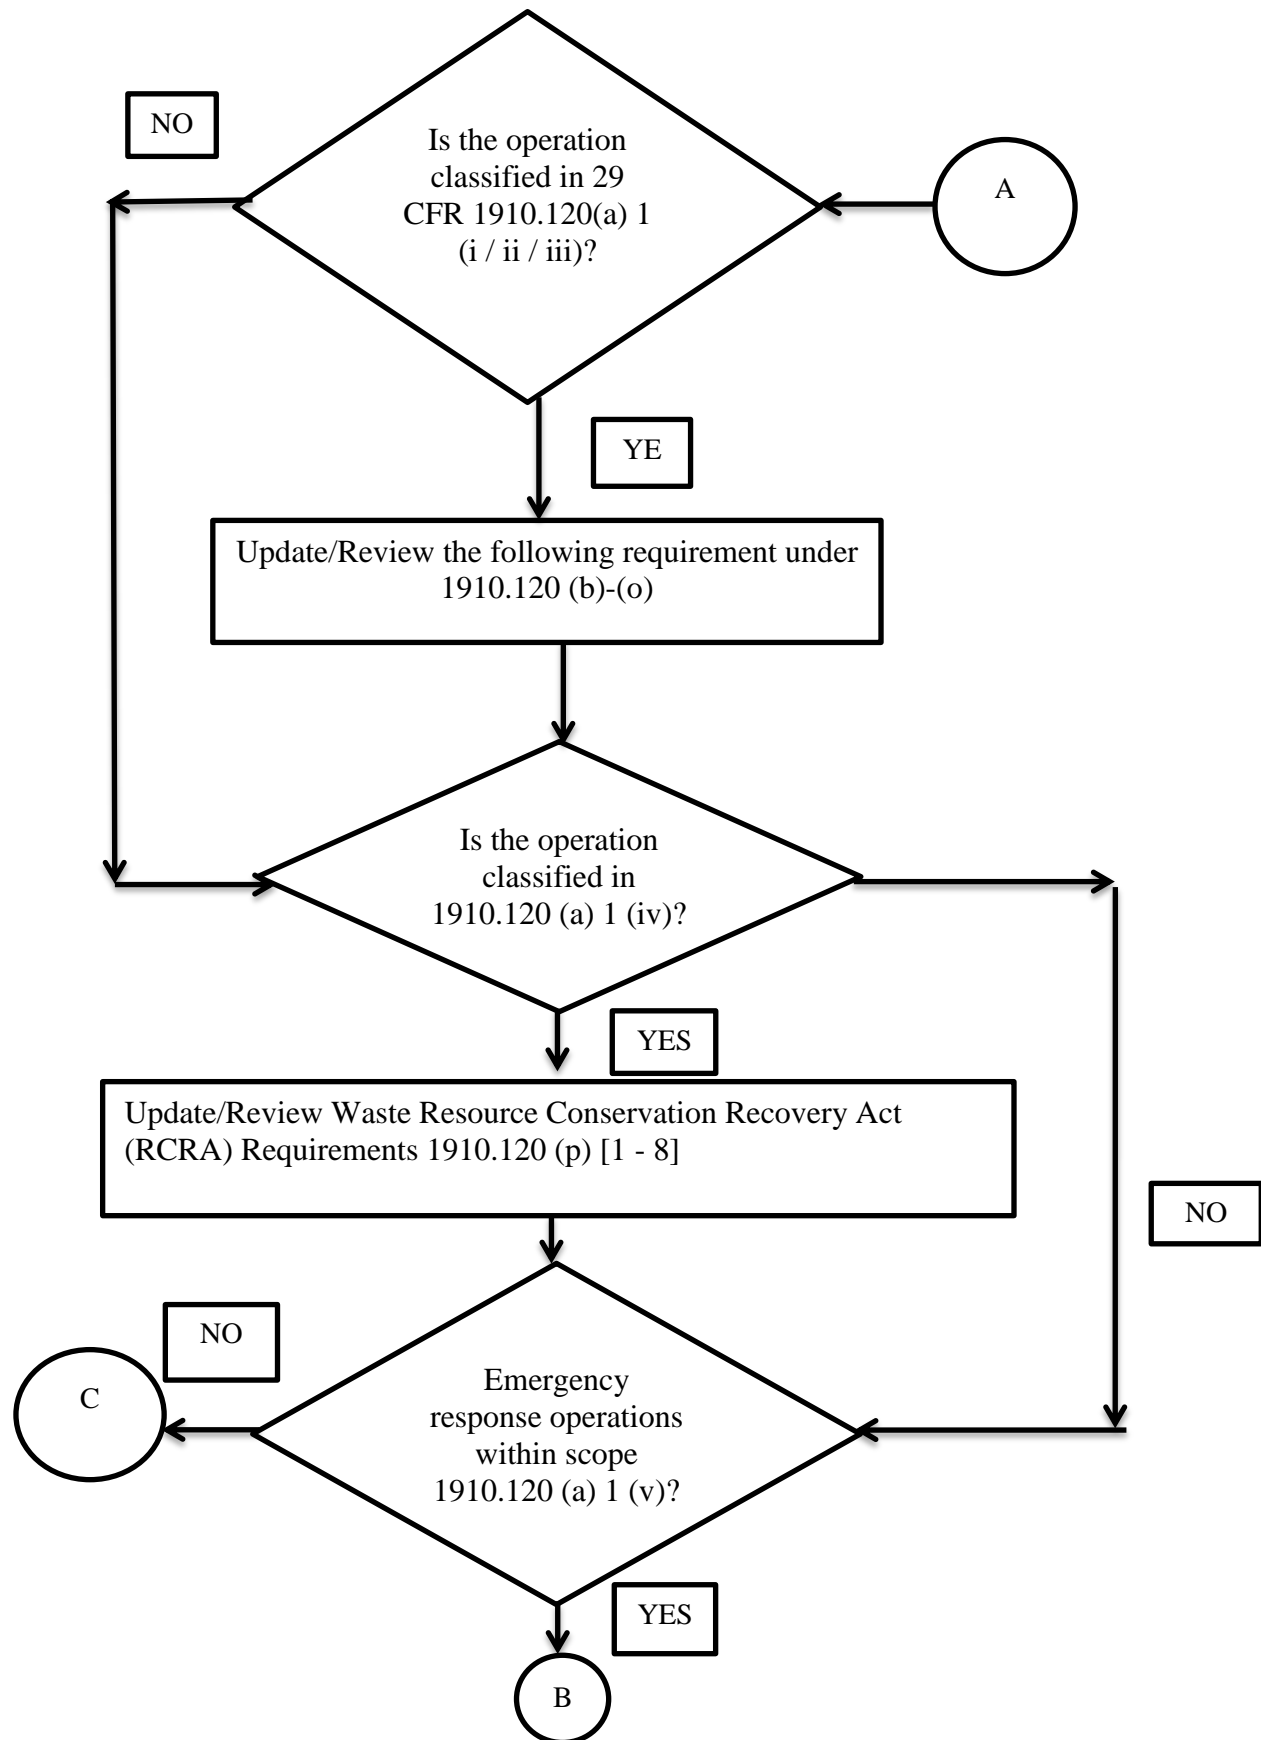 NO
Is the operation
classified in 29
CFR 1910.120(a) 1
(i / ii / iii)?
A
YE
Update/Review the following requirement under
1910.120 (b)-(o)
Is the operation
classified in
1910.120 (a) 1 (iv)?
YES
Update/Review Waste Resource Conservation Recovery Act
(RCRA) Requirements 1910.120 (p) [1 - 8]
NO
NO
C
Emergency
response operations
within scope
1910.120 (a) 1 (v)?
YES
B